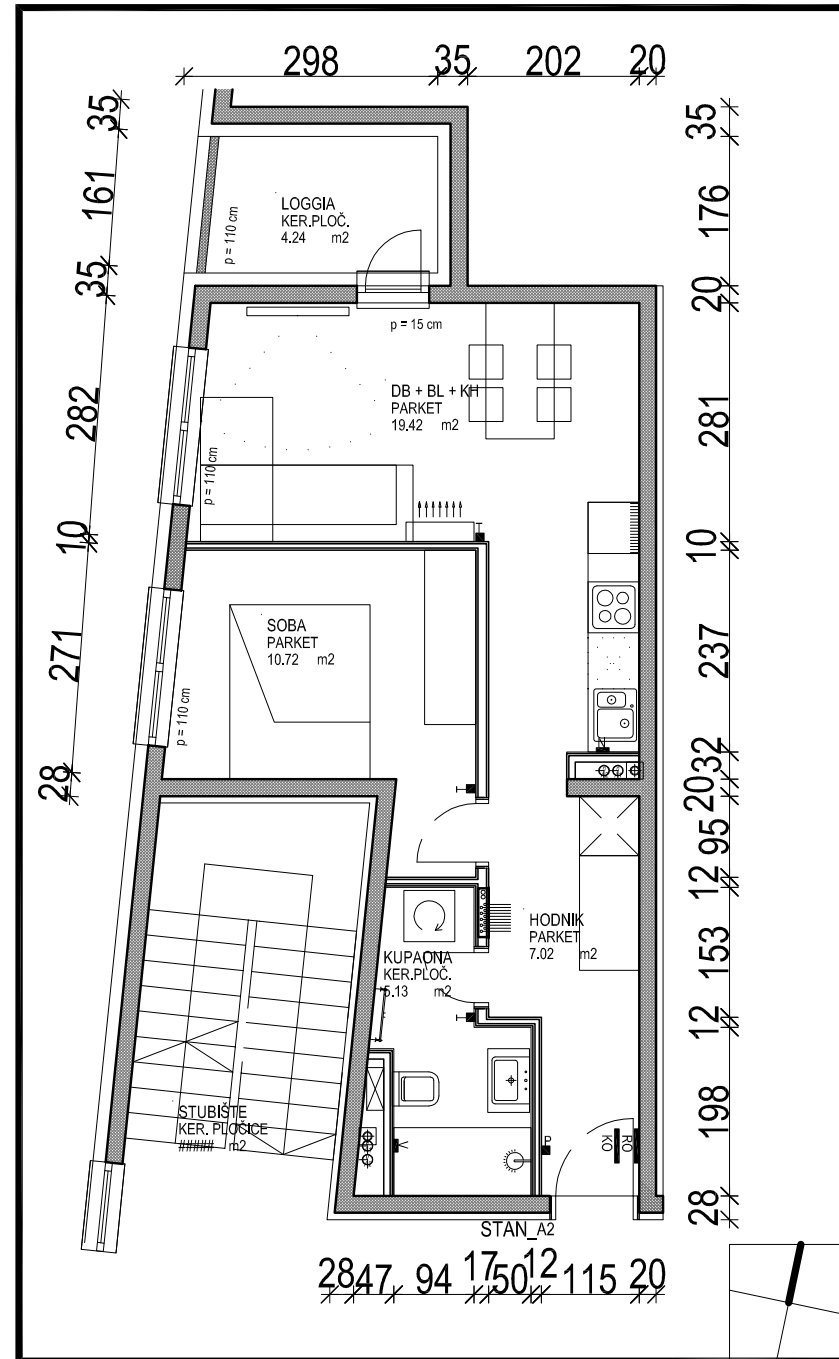 298 35 202 20
35
161
35
282
10
271
28
35
176
20
281
10
237
32
20
95
12
153
12
198
28
LOGGIA
KER.PLOČ.
4.24 m2
p = 110 cm
p = 15 cm
DB + BL + KH
PARKET
19.42 m2
p = 110 cm
T
SOBA
PARKET
10.72 m2
p = 110 cm
N
T
HODNIK
PARKET
7.02 m2
KUPAONA
KER.PLOČ.
5.13 m2
T
STUBIŠTE
KER. PLOČICE
###### m2
V
P
KO
RO
STAN_A2
28 47 94 17 50 12 115 20